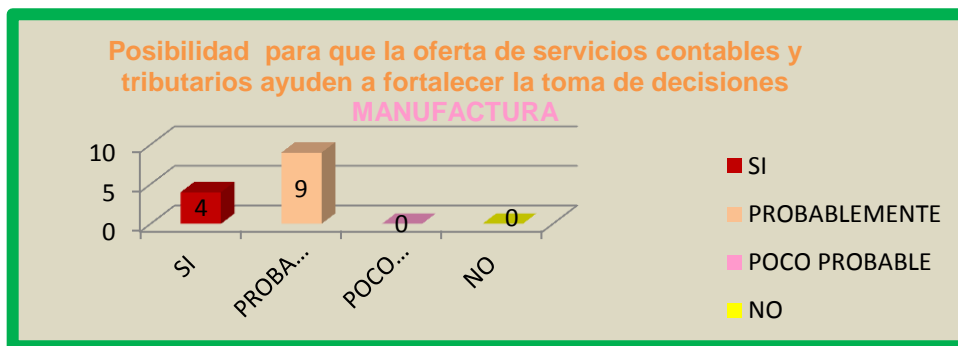 Posibilidad para que la oferta de servicios contables y
tributarios ayuden a fortalecer la toma de decisiones
MANUFACTURA
10
5
0
4
9
0
0
SI
PROBA...
POCO...
NO
SI
PROBABLEMENTE
POCO PROBABLE
NO